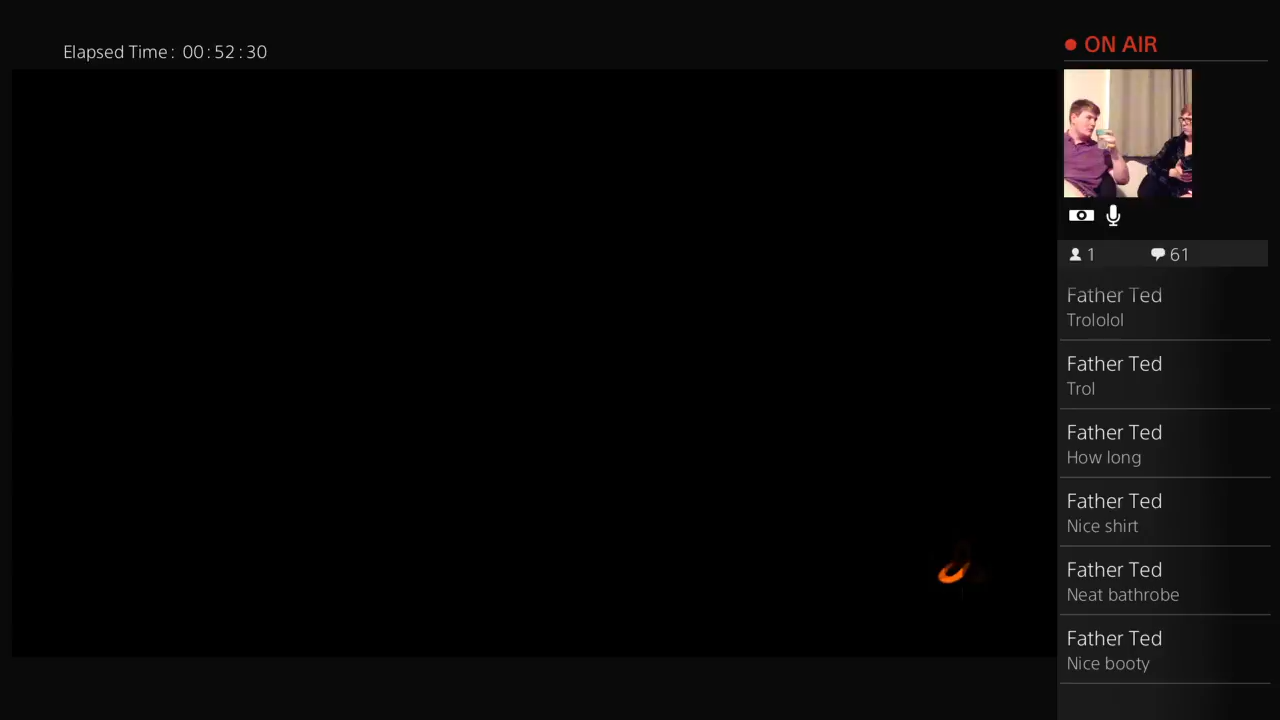 Elapsed Time: 00:52:30
ON AIR
1 61
Father Ted
Trololol
Father Ted
Trol
Father Ted
How long
Father Ted
Nice shirt
Father Ted
Neat bathrobe
Father Ted
Nice booty